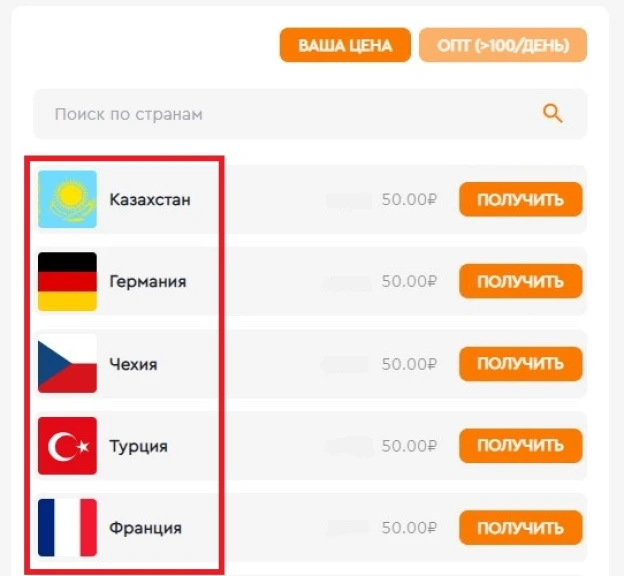 ВАША ЦЕНА ОПТ (>100/ДЕНЬ)
Поиск по странам
Казахстан 50.00₽ ПОЛУЧИТЬ
Германия 50.00₽ ПОЛУЧИТЬ
Чехия 50.00₽ ПОЛУЧИТЬ
Турция 50.00₽ ПОЛУЧИТЬ
Франция 50.00₽ ПОЛУЧИТЬ